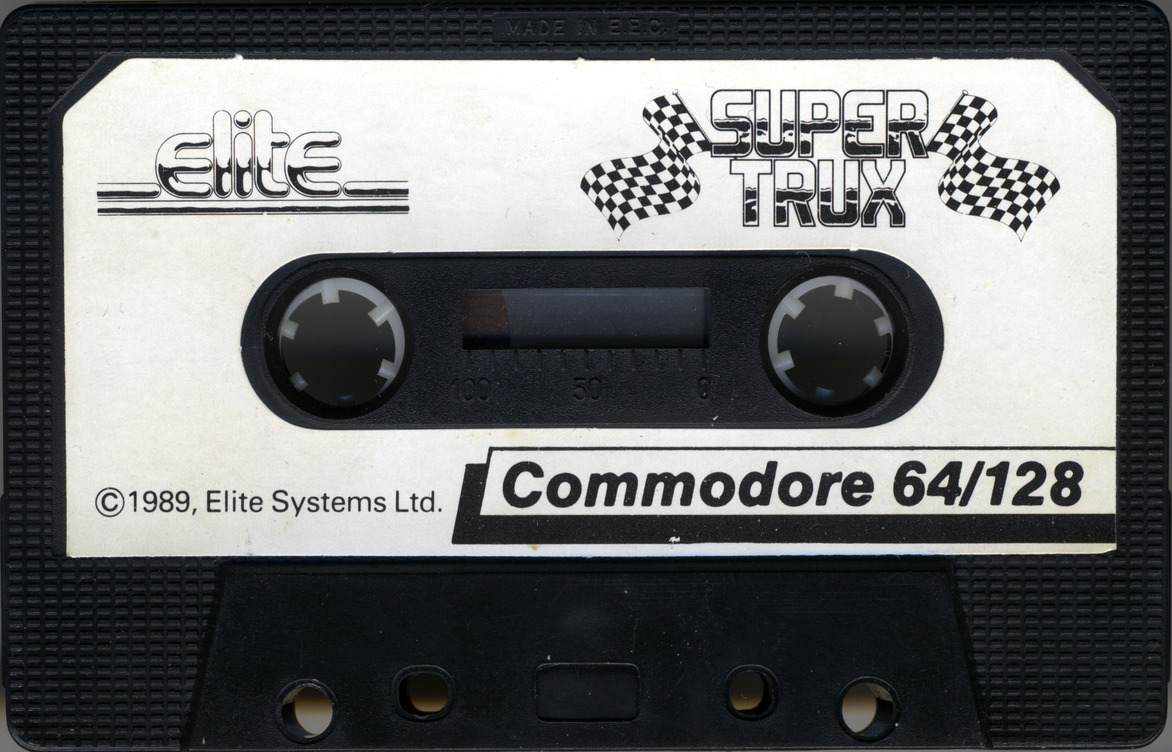 MADE IN E.E.C.
elite
SUPER
TRUX
100 50 0
©1989, Elite Systems Ltd.
Commodore 64/128